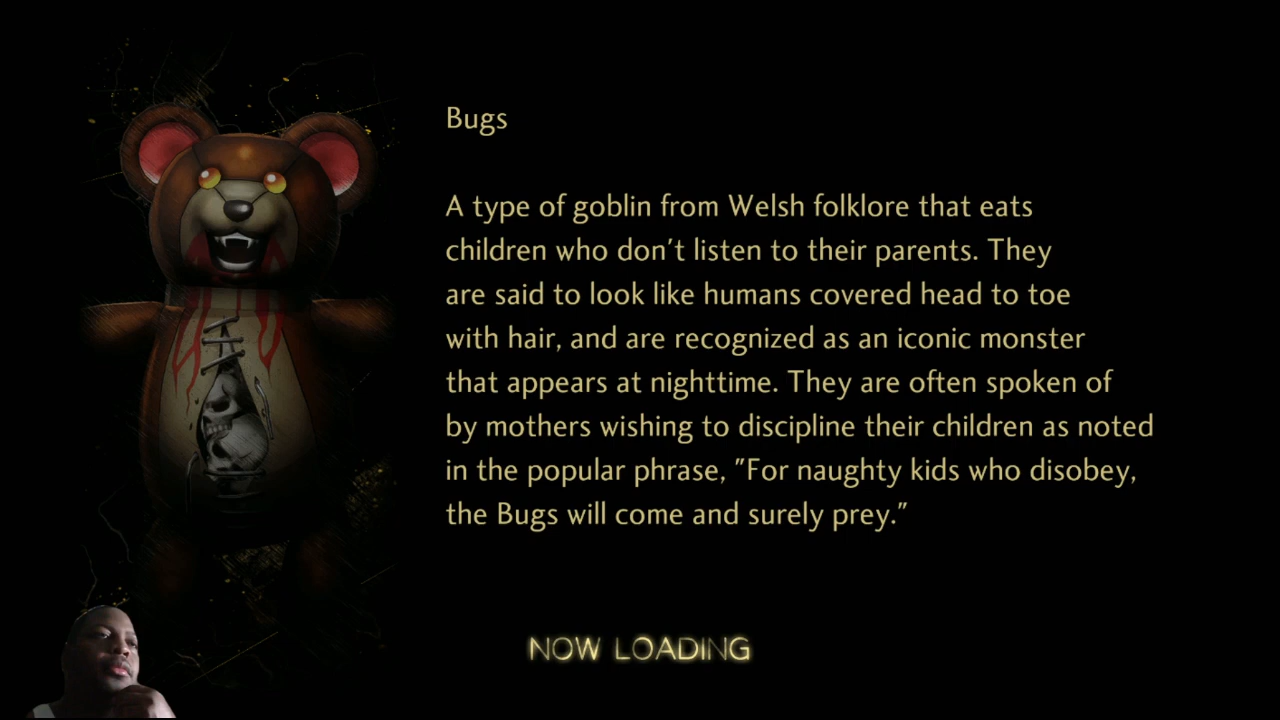 Bugs
A type of goblin from Welsh folklore that eats
children who don't listen to their parents. They
are said to look like humans covered head to toe
with hair, and are recognized as an iconic monster
that appears at nighttime. They are often spoken of
by mothers wishing to discipline their children as noted
in the popular phrase, "For naughty kids who disobey,
the Bugs will come and surely prey."
NOW LOADING